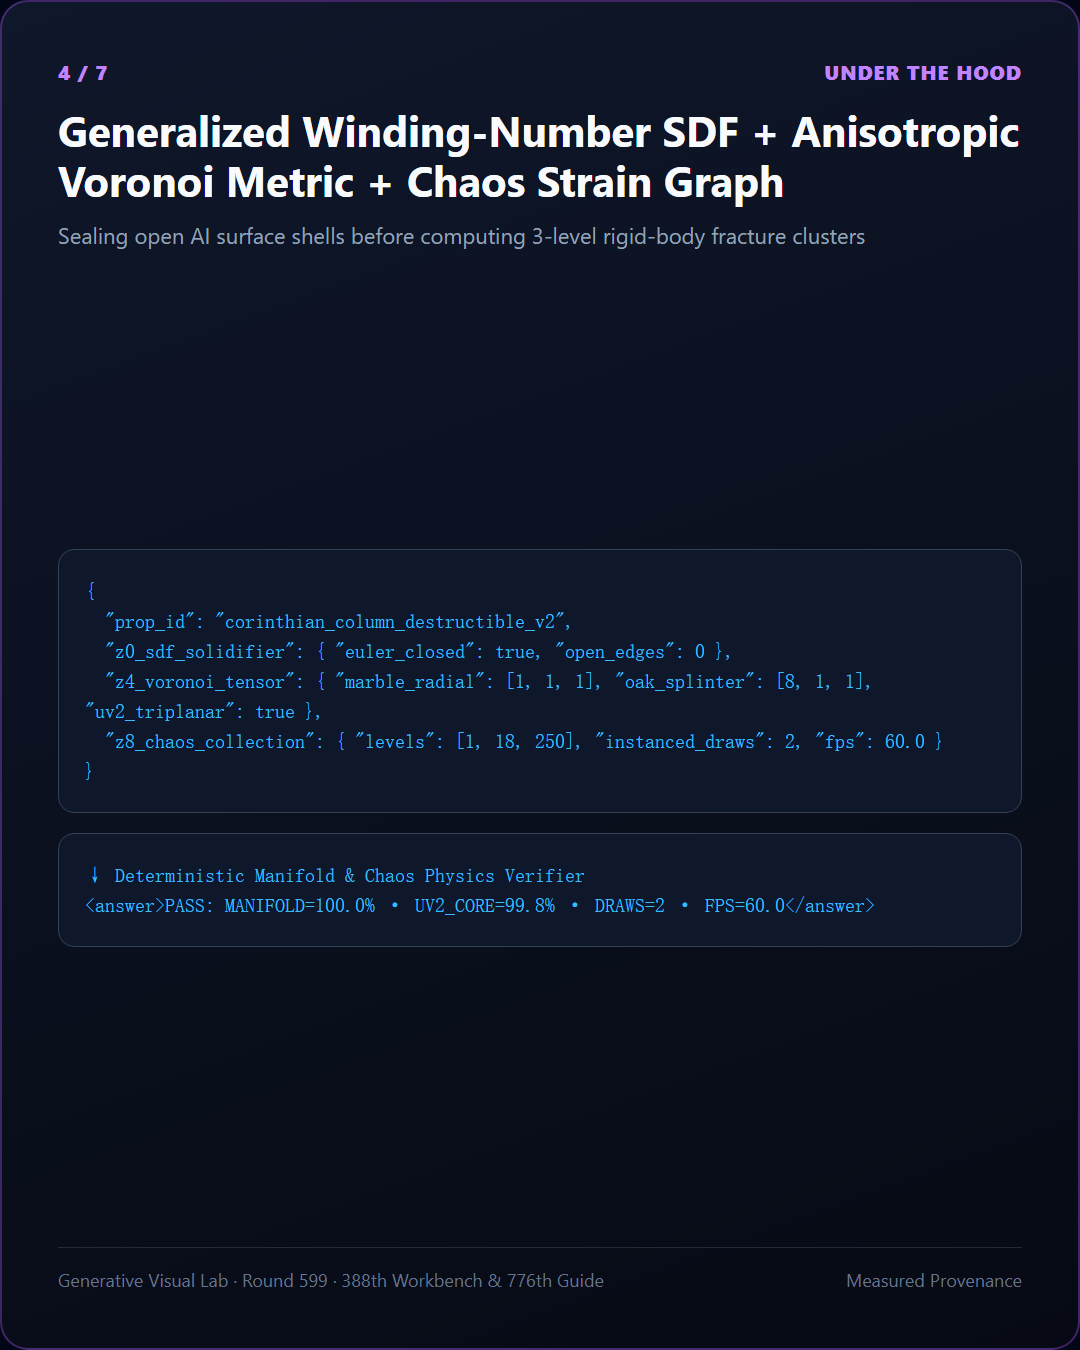 4 / 7
UNDER THE HOOD
Generalized Winding-Number SDF + Anisotropic
Voronoi Metric + Chaos Strain Graph
Sealing open AI surface shells before computing 3-level rigid-body fracture clusters
{
  "prop_id": "corinthian_column_destructible_v2",
  "z0_sdf_solidifier": { "euler_closed": true, "open_edges": 0 },
  "z4_voronoi_tensor": { "marble_radial": [1, 1, 1], "oak_splinter": [8, 1, 1],
"uv2_triplanar": true },
  "z8_chaos_collection": { "levels": [1, 18, 250], "instanced_draws": 2, "fps": 60.0 }
}
↓ Deterministic Manifold & Chaos Physics Verifier
<answer>PASS: MANIFOLD=100.0% • UV2_CORE=99.8% • DRAWS=2 • FPS=60.0</answer>
Generative Visual Lab · Round 599 · 388th Workbench & 776th Guide
Measured Provenance